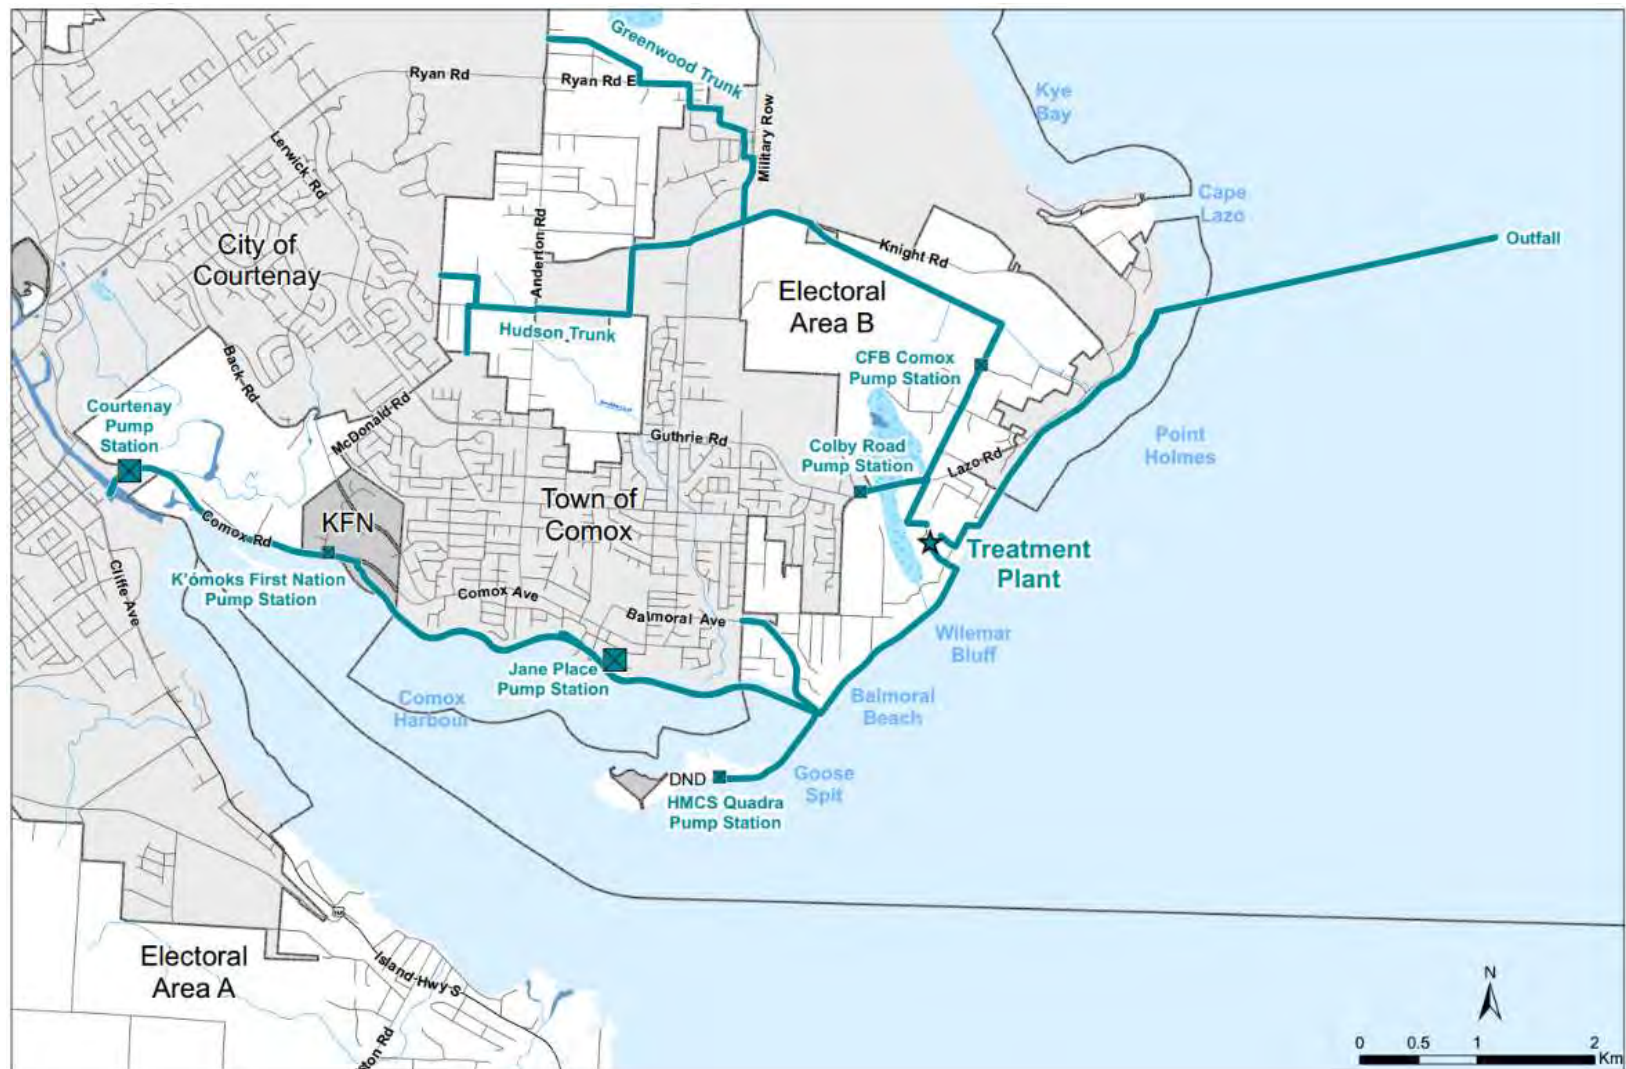 Greenwood Trunk
Ryan Rd
Ryan Rd E
Military Row
Kye
Bay
Lerwick Rd
Cape
Lazo
City of
Courtenay
Anderton Rd
Knight Rd
Outfall
Electoral
Area B
Hudson Trunk
Back Rd
CFB Comox
Pump Station
McDonald Rd
Courtenay
Pump
Station
Guthrie Rd
Colby Road
Pump Station
Lazo Rd
Point
Holmes
KFN
Town of
Comox
Comox Rd
Treatment
Plant
K'ómoks First Nation
Pump Station
Cliffe Ave
Comox Ave
Balmoral Ave
Wilemar
Bluff
Jane Place
Pump Station
Comox
Harbour
Balmoral
Beach
DND
HMCS Quadra
Pump Station
Goose
Spit
Electoral
Area A
Island Hwy S
N
0 0.5 1 2
Km